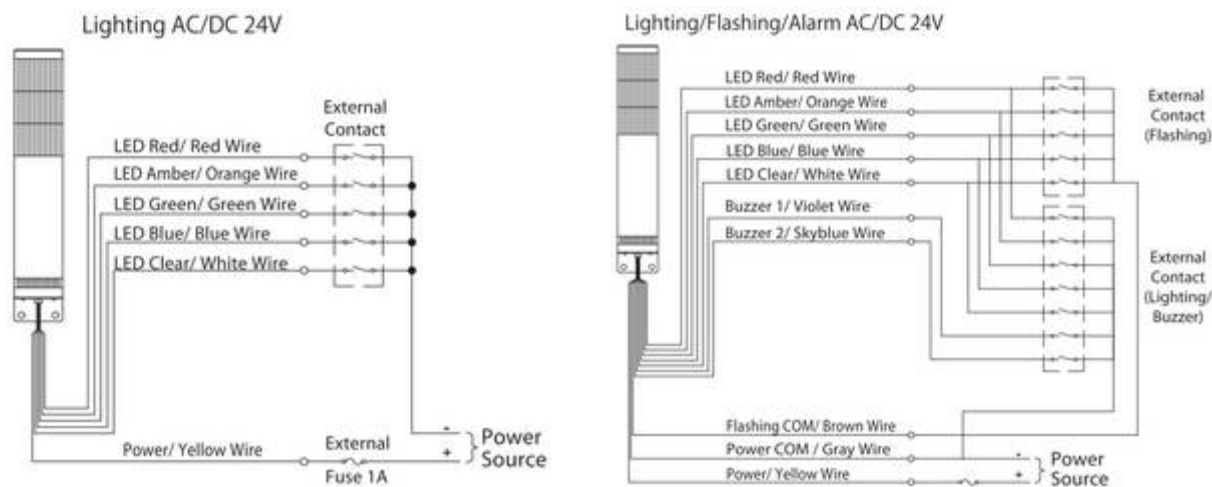 Lighting AC/DC 24V
External
Contact
LED Red/ Red Wire
LED Amber/ Orange Wire
LED Green/ Green Wire
LED Blue/ Blue Wire
LED Clear/ White Wire
Power/ Yellow Wire
External
Fuse 1A
-
+
Power
Source
Lighting/Flashing/Alarm AC/DC 24V
LED Red/ Red Wire
LED Amber/ Orange Wire
LED Green/ Green Wire
LED Blue/ Blue Wire
LED Clear/ White Wire
Buzzer 1/ Violet Wire
Buzzer 2/ Skyblue Wire
External
Contact
(Flashing)
External
Contact
(Lighting/
Buzzer)
Flashing COM/ Brown Wire
Power COM / Gray Wire
Power/ Yellow Wire
-
+
Power
Source